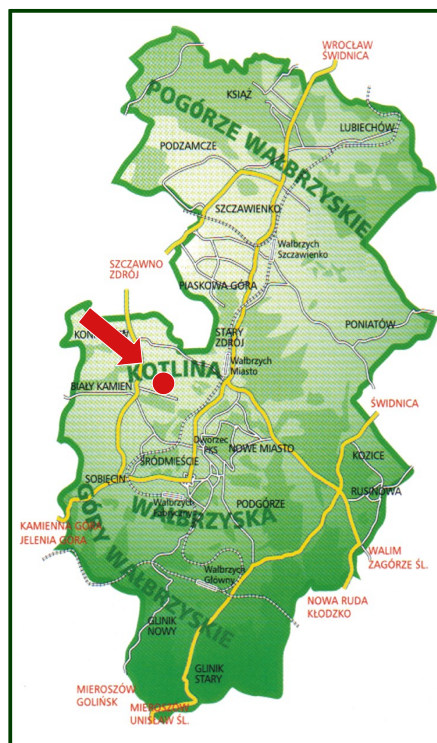 WROCŁAW
ŚWIDNICA
KSIĄŻ
POGÓRZE WAŁBRZYSKIE
LUBIECHÓW
PODZAMCZE
SZCZAWIENKO
Wałbrzych
Szczawienko
SZCZAWNO
ZDRÓJ
PIASKOWA GÓRA
PONIATÓW
STARY
ZDRÓJ
Wałbrzych
Miasto
KOTLINA
BIAŁY KAMIEŃ
ŚWIDNICA
Dworzec
PKS
NOWE MIASTO
KOZICE
ŚRÓDMIEŚCIE
SOBIĘCIN
RUSINOWA
Wałbrzych
PODGÓRZE
WAŁBRZYSKA
KAMIENNA GÓRA
JELENIA GÓRA
GÓRY WAŁBRZYSKIE
WALIM
ZAGÓRZE ŚL.
Wałbrzych
Główny
NOWA RUDA
KŁODZKO
GLINIK
NOWY
GLINIK
STARY
MIEROSZÓW
GOLIŃSK
MIEROSZÓW
UNISŁAW ŚL.